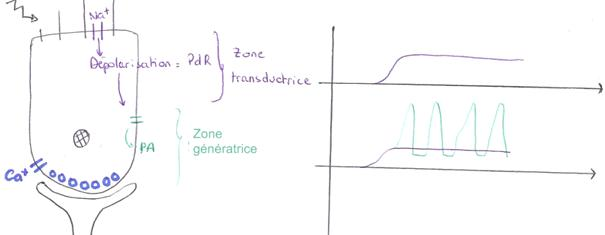 Na⁺
Dépolarisation = PdR
Zone
transductrice
PA
Zone
génératrice
Ca⁺